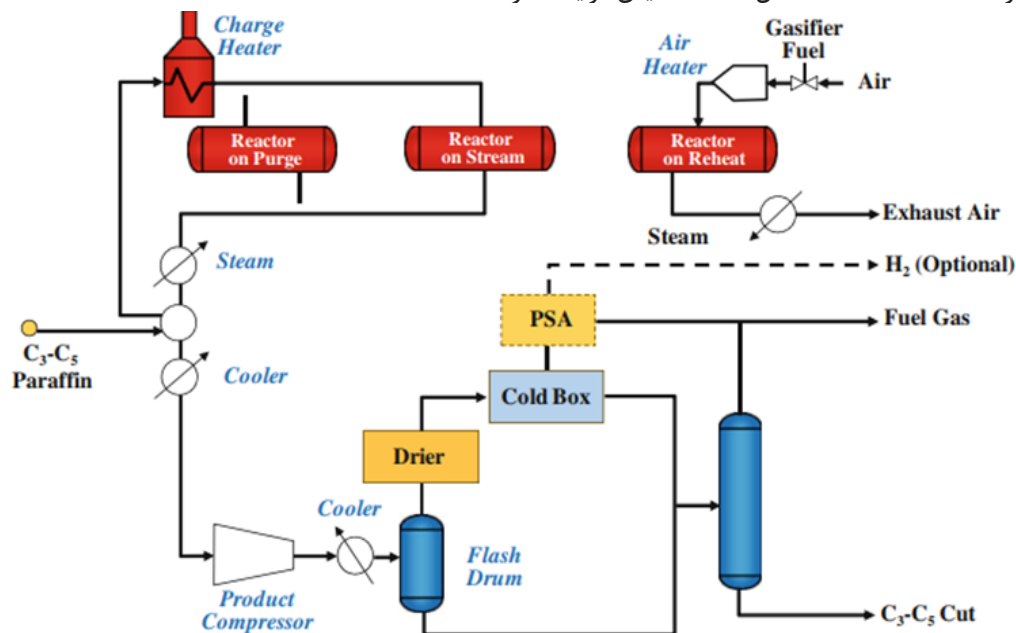 Charge
Heater
Air
Heater
Gasifier
Fuel
Air
Reactor
on Purge
Reactor
on Stream
Reactor
on Reheat
Exhaust Air
Steam
Steam
H₂ (Optional)
PSA
Fuel Gas
C₃-C₅
Paraffin
Cooler
Cold Box
Drier
Cooler
Flash
Drum
Product
Compressor
C₃-C₅ Cut